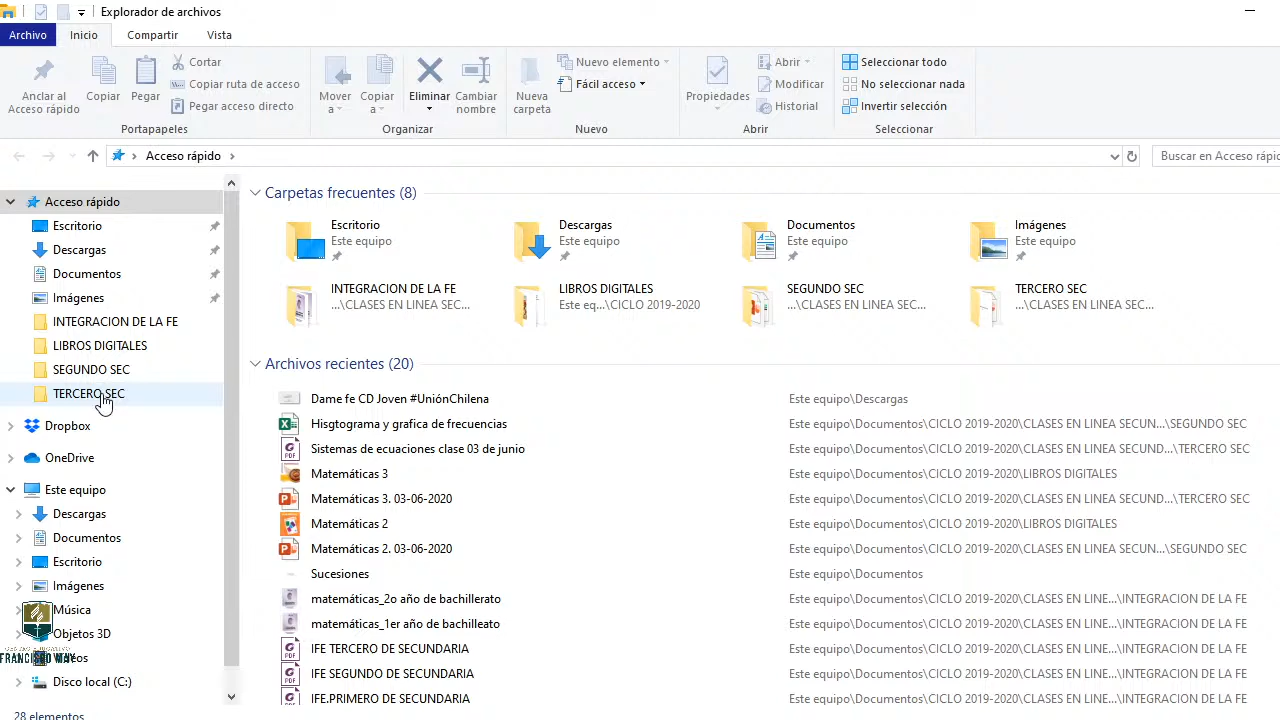 Explorador de archivos
Archivo Inicio Compartir Vista
Anclar al Acceso rápido
Copiar
Pegar
Cortar
Copiar ruta de acceso
Pegar acceso directo
Portapapeles
Mover a
Copiar a
Eliminar
Cambiar nombre
Organizar
Nueva carpeta
Nuevo elemento
Fácil acceso
Nuevo
Propiedades
Abrir
Modificar
Historial
Abrir
Seleccionar todo
No seleccionar nada
Invertir selección
Seleccionar
Acceso rápido
Buscar en Acceso rápic
Acceso rápido
Escritorio
Descargas
Documentos
Imágenes
INTEGRACION DE LA FE
LIBROS DIGITALES
SEGUNDO SEC
TERCERO SEC
Dropbox
OneDrive
Este equipo
Descargas
Documentos
Escritorio
Imágenes
Música
Objetos 3D
Disco local (C:)
28 elementos
Carpetas frecuentes (8)
Escritorio
Este equipo
Descargas
Este equipo
Documentos
Este equipo
Imágenes
Este equipo
INTEGRACION DE LA FE
...\CLASES EN LINEA SEC...
LIBROS DIGITALES
Este eq...\CICLO 2019-2020
SEGUNDO SEC
...\CLASES EN LINEA SEC...
TERCERO SEC
...\CLASES EN LINEA SEC...
Archivos recientes (20)
Dame fe CD Joven #UniónChilena Este equipo\Descargas
Hisgtograma y grafica de frecuencias Este equipo\Documentos\CICLO 2019-2020\CLASES EN LINEA SECUN...\SEGUNDO SEC
Sistemas de ecuaciones clase 03 de junio Este equipo\Documentos\CICLO 2019-2020\CLASES EN LINEA SECUND...\TERCERO SEC
Matemáticas 3 Este equipo\Documentos\CICLO 2019-2020\LIBROS DIGITALES
Matemáticas 3. 03-06-2020 Este equipo\Documentos\CICLO 2019-2020\CLASES EN LINEA SECUND...\TERCERO SEC
Matemáticas 2 Este equipo\Documentos\CICLO 2019-2020\LIBROS DIGITALES
Matemáticas 2. 03-06-2020 Este equipo\Documentos\CICLO 2019-2020\CLASES EN LINEA SECUN...\SEGUNDO SEC
Sucesiones Este equipo\Documentos
matemáticas_2o año de bachillerato Este equipo\Documentos\CICLO 2019-2020\CLASES EN LINE...\INTEGRACION DE LA FE
matemáticas_1er año de bachilleato Este equipo\Documentos\CICLO 2019-2020\CLASES EN LINE...\INTEGRACION DE LA FE
IFE TERCERO DE SECUNDARIA Este equipo\Documentos\CICLO 2019-2020\CLASES EN LINE...\INTEGRACION DE LA FE
IFE SEGUNDO DE SECUNDARIA Este equipo\Documentos\CICLO 2019-2020\CLASES EN LINE...\INTEGRACION DE LA FE
IFE.PRIMERO DE SECUNDARIA Este equipo\Documentos\CICLO 2019-2020\CLASES EN LINE...\INTEGRACION DE LA FE